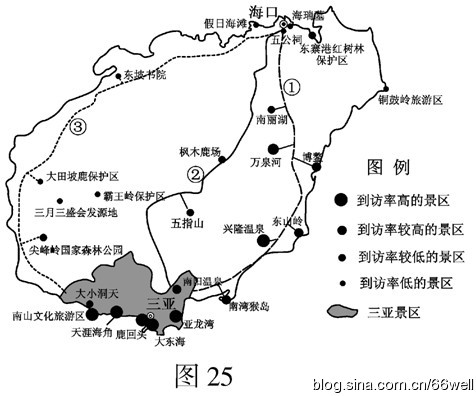 海口
假日海滩
海瑞墓
五公祠
东寨港红树林
保护区
东坡书院
①
铜鼓岭旅游区
③
南丽湖
枫木鹿场
万泉河
博鳌
②
图 例
大田坡鹿保护区
霸王岭保护区
到访率高的景区
三月三盛会发源地
五指山
东山岭
到访率较高的景区
兴隆温泉
尖峰岭国家森林公园
到访率较低的景区
南田温泉
到访率低的景区
大小洞天
三亚
南湾猴岛
三亚景区
南山文化旅游区
亚龙湾
天涯海角
鹿回头
大东海
图 25
blog.sina.com.cn/66well